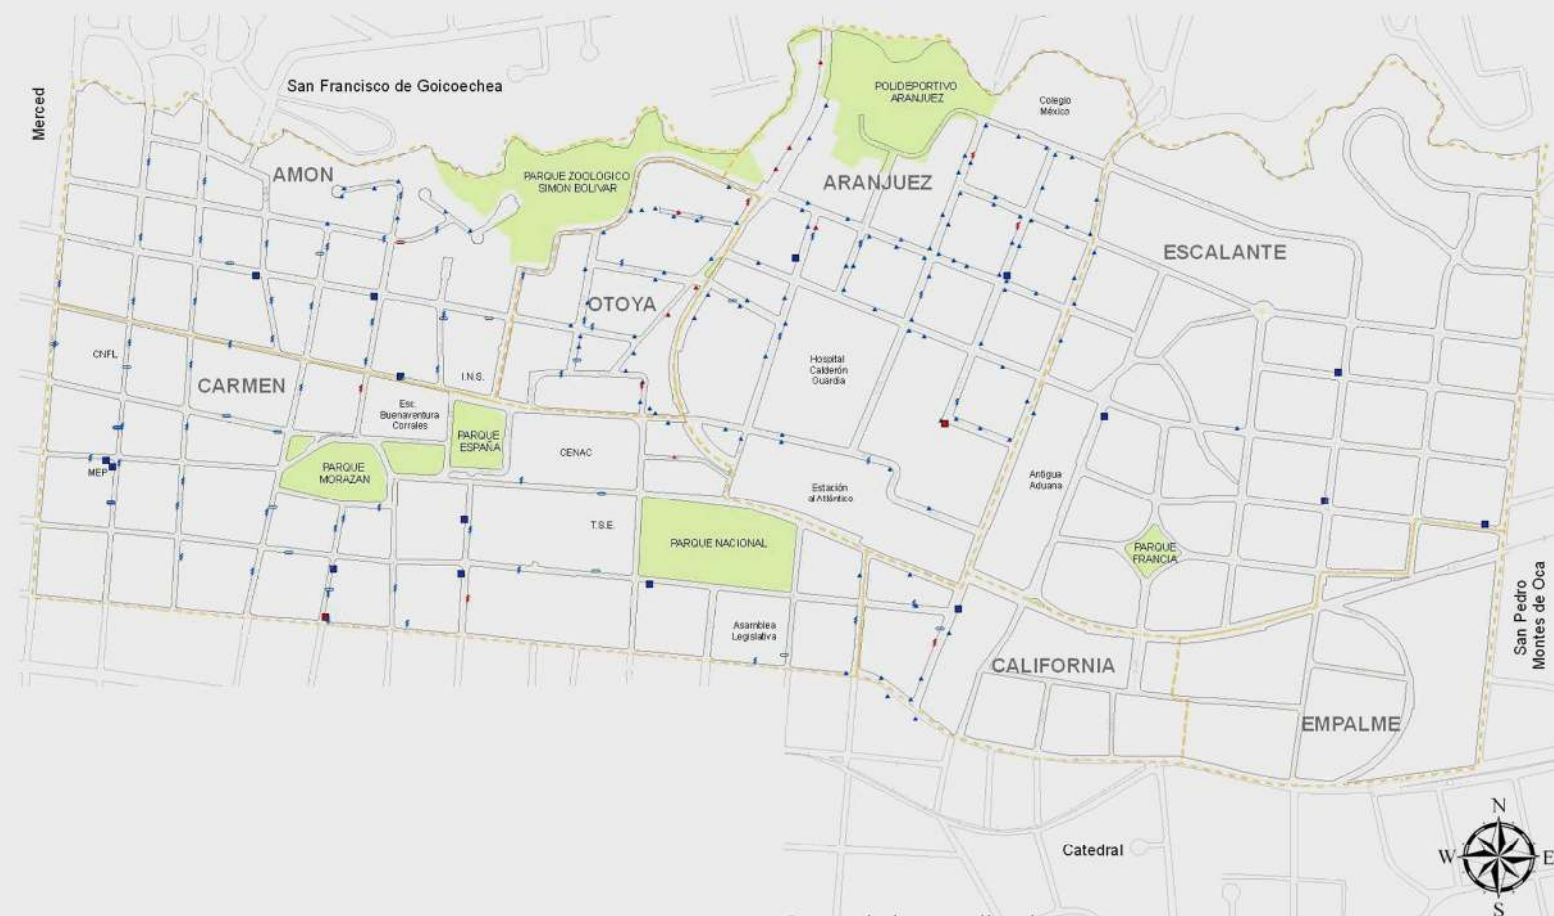 San Francisco de Goicoechea
Merced
POLIDEPORTIVO
ARANJUEZ
Colegio
México
AMON
PARQUE ZOOLOGICO
SIMON BOLIVAR
ARANJUEZ
ESCALANTE
OTOYA
CNFL
CARMEN
I.N.S.
Hospital
Calderón
Guardia
Esc.
Buenaventura
Corrales
PARQUE
ESPAÑA
CENAC
MEP
PARQUE
MORAZAN
Estación
al Atlántico
Antigua
Aduana
T.S.E.
PARQUE NACIONAL
PARQUE
FRANCIA
San Pedro
Montes de Oca
Asamblea
Legislativa
CALIFORNIA
EMPALME
Catedral
N
W
E
S